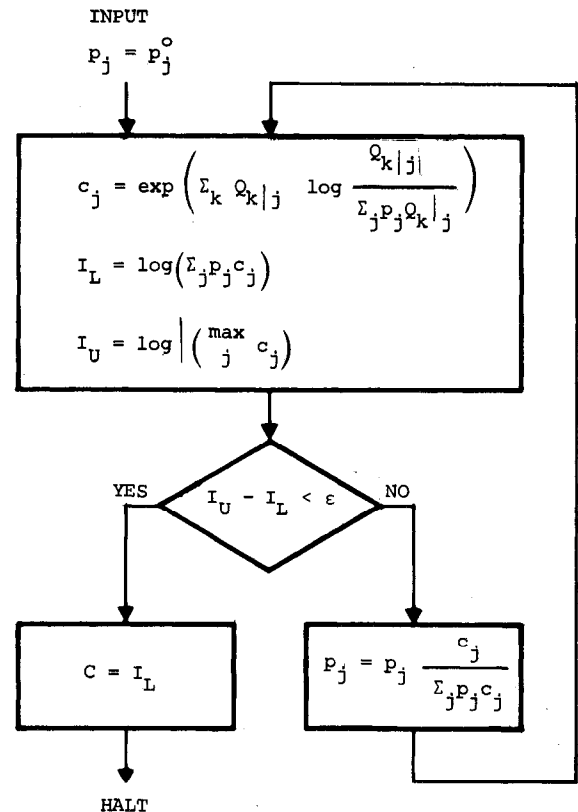 INPUT
p_j = p_j^o
c_j = exp ( Σ_k Q_k|j log Q_k|j| / Σ_j p_j Q_k|j )
I_L = log(Σ_j p_j c_j)
I_U = log|( max_j c_j )
I_U - I_L < ε
YES
NO
C = I_L
p_j = p_j c_j / Σ_j p_j c_j
HALT